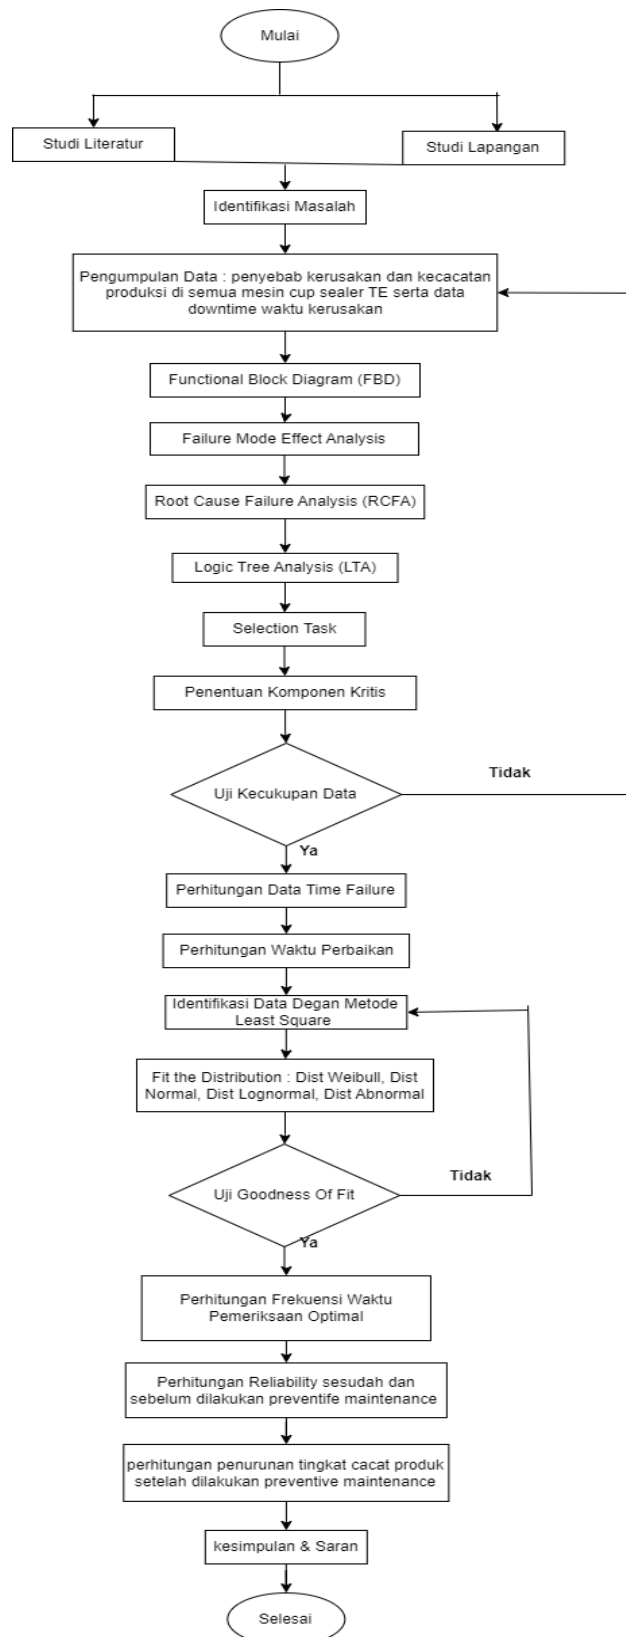 Mulai
Studi Literatur
Studi Lapangan
Identifikasi Masalah
Pengumpulan Data : penyebab kerusakan dan kecacatan
produksi di semua mesin cup sealer TE serta data
downtime waktu kerusakan
Functional Block Diagram (FBD)
Failure Mode Effect Analysis
Root Cause Failure Analysis (RCFA)
Logic Tree Analysis (LTA)
Selection Task
Penentuan Komponen Kritis
Uji Kecukupan Data
Tidak
Ya
Perhitungan Data Time Failure
Perhitungan Waktu Perbaikan
Identifikasi Data Degan Metode
Least Square
Fit the Distribution : Dist Weibull, Dist
Normal, Dist Lognormal, Dist Abnormal
Uji Goodness Of Fit
Tidak
Ya
Perhitungan Frekuensi Waktu
Pemeriksaan Optimal
Perhitungan Reliability sesudah dan
sebelum dilakukan preventife maintenance
perhitungan penurunan tingkat cacat produk
setelah dilakukan preventive maintenance
kesimpulan & Saran
Selesai